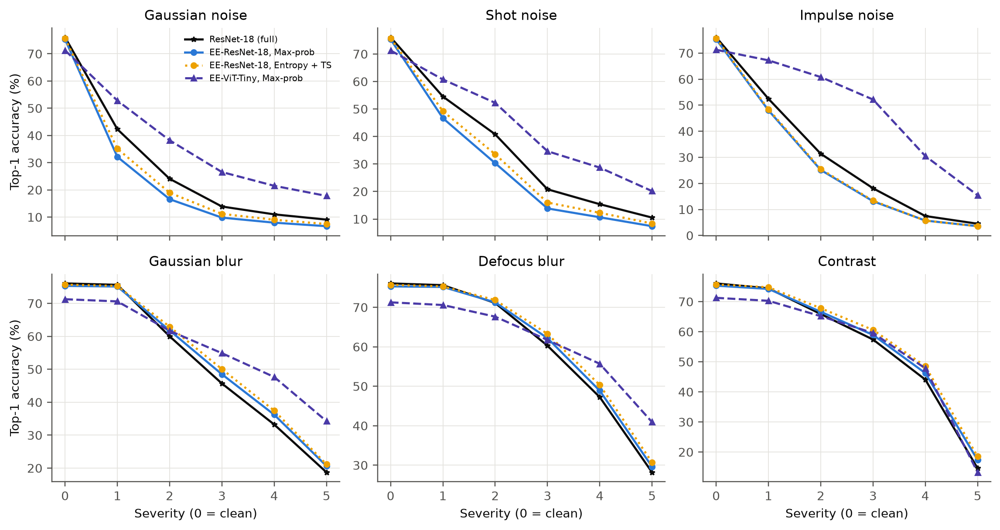 Gaussian noise
Shot noise
Impulse noise
ResNet-18 (full)
EE-ResNet-18, Max-prob
EE-ResNet-18, Entropy + TS
EE-ViT-Tiny, Max-prob
Top-1 accuracy (%)
70
60
50
40
30
20
10
70
60
50
40
30
20
10
70
60
50
40
30
20
10
0
Gaussian blur
Defocus blur
Contrast
Top-1 accuracy (%)
70
60
50
40
30
20
70
60
50
40
30
70
60
50
40
30
20
0 1 2 3 4 5
0 1 2 3 4 5
0 1 2 3 4 5
Severity (0 = clean)
Severity (0 = clean)
Severity (0 = clean)